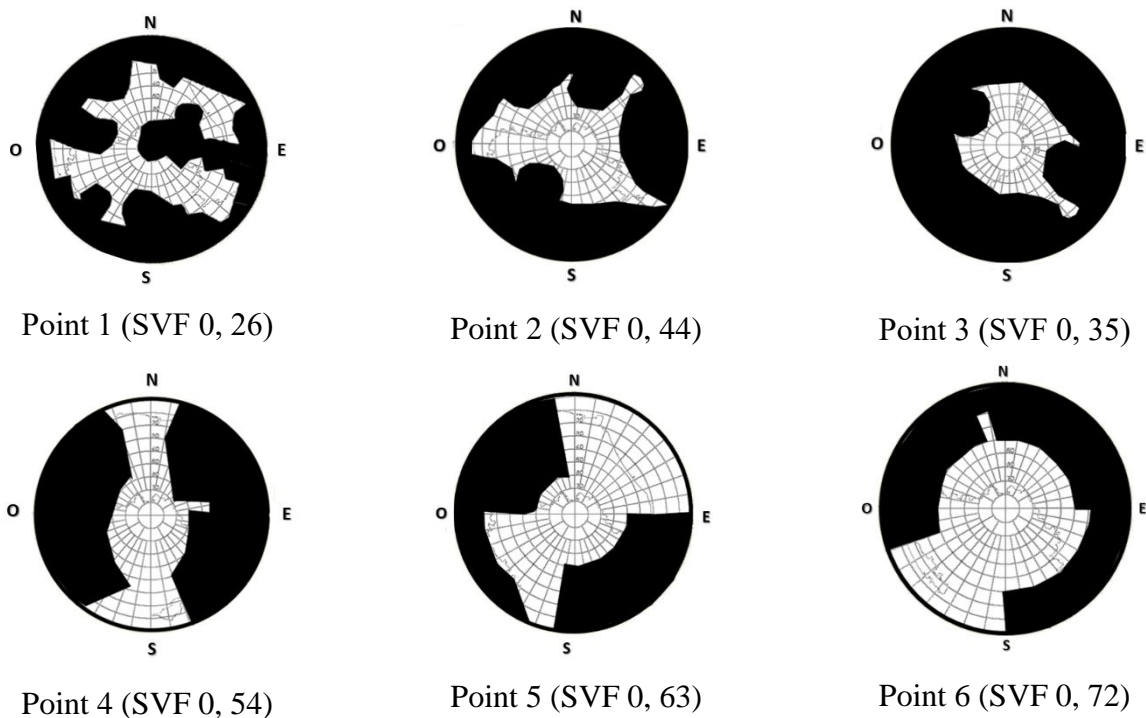 N N N
O E O E O E
S S S
Point 1 (SVF 0, 26) Point 2 (SVF 0, 44) Point 3 (SVF 0, 35)
N N N
O E O E O E
S S S
Point 4 (SVF 0, 54) Point 5 (SVF 0, 63) Point 6 (SVF 0, 72)